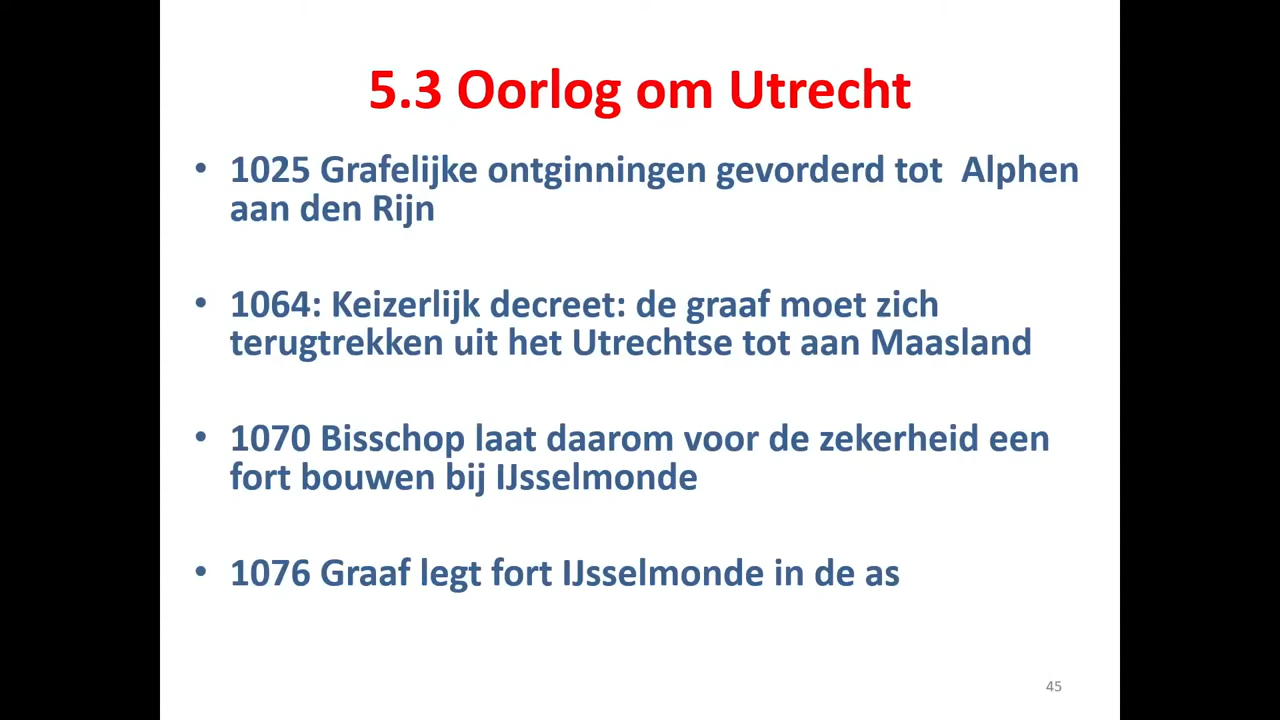 5.3 Oorlog om Utrecht
• 1025 Grafelijke ontginningen gevorderd tot  Alphen
aan den Rijn
• 1064: Keizerlijk decreet: de graaf moet zich
terugtrekken uit het Utrechtse tot aan Maasland
• 1070 Bisschop laat daarom voor de zekerheid een
fort bouwen bij IJsselmonde
• 1076 Graaf legt fort IJsselmonde in de as
45